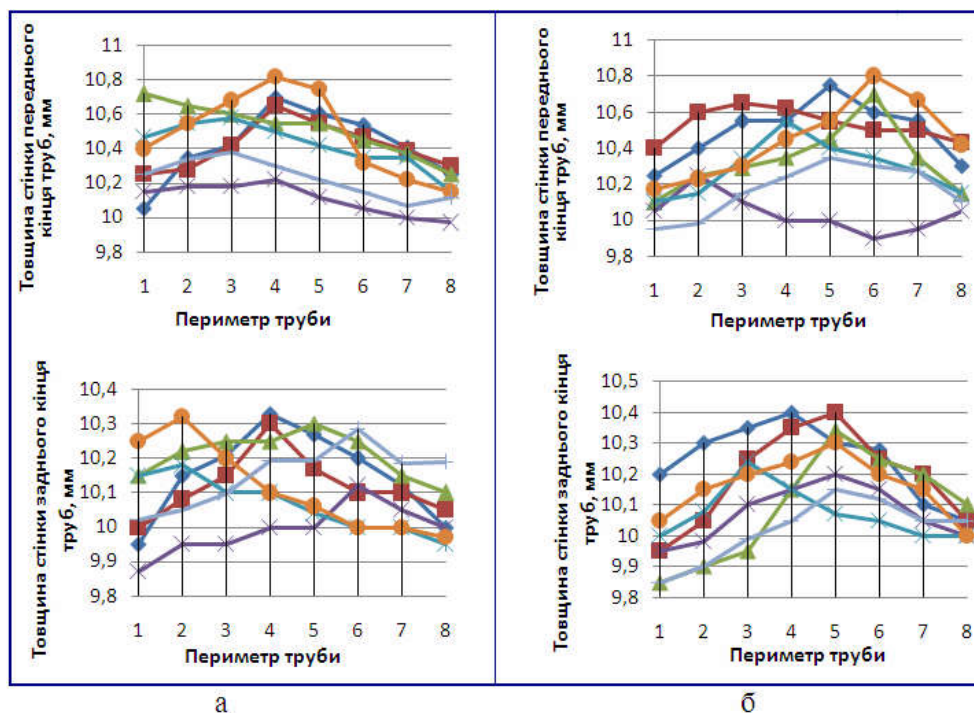 Товщина стінки переднього
кінця труб, мм
11
10,8
10,6
10,4
10,2
10
9,8
1 2 3 4 5 6 7 8
Периметр труби
Товщина стінки переднього
кінця труб, мм
11
10,8
10,6
10,4
10,2
10
9,8
1 2 3 4 5 6 7 8
Периметр труби
Товщина стінки заднього кінця
труб, мм
10,4
10,3
10,2
10,1
10
9,9
9,8
1 2 3 4 5 6 7 8
Периметр труби
Товщина стінки заднього кінця
труб, мм
10,5
10,4
10,3
10,2
10,1
10
9,9
9,8
1 2 3 4 5 6 7 8
Периметр труби
а
б